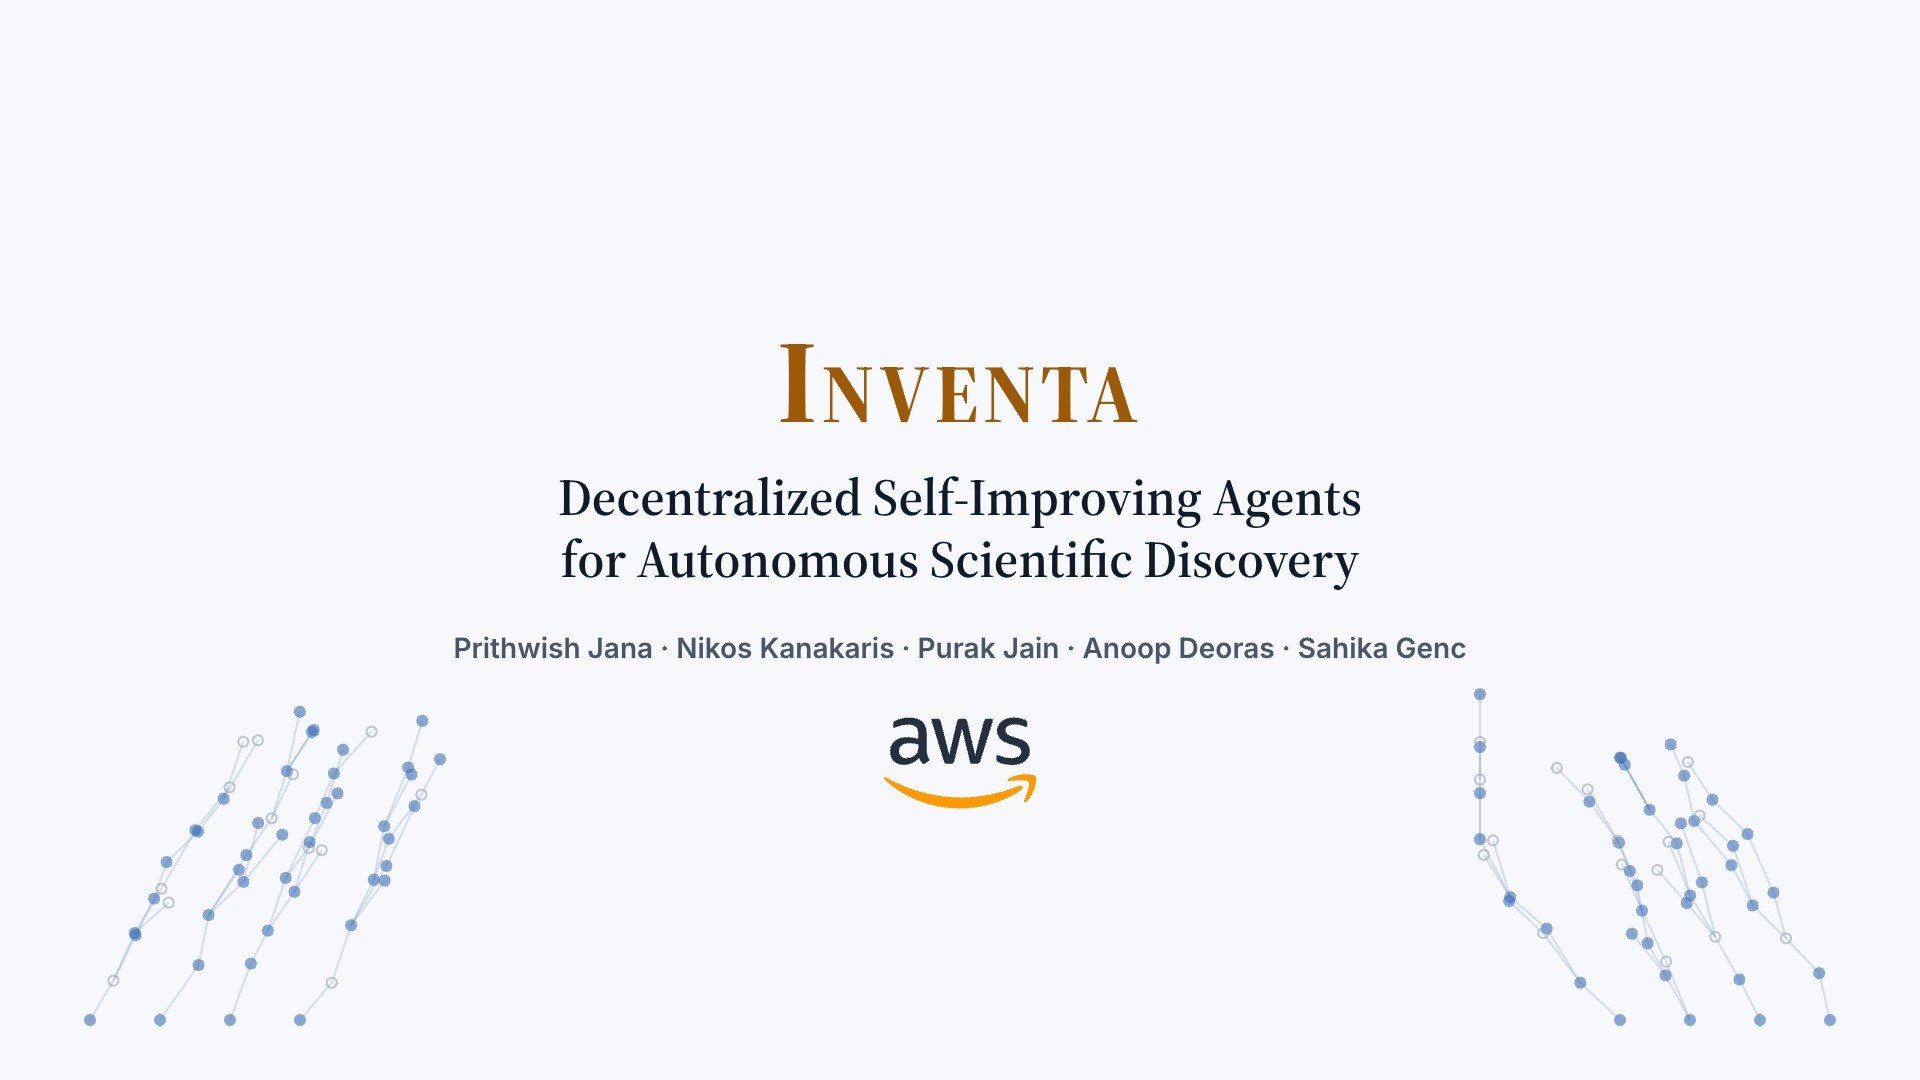 INVENTA
Decentralized Self-Improving Agents
for Autonomous Scientific Discovery
Prithwish Jana · Nikos Kanakaris · Purak Jain · Anoop Deoras · Sahika Genc
aws